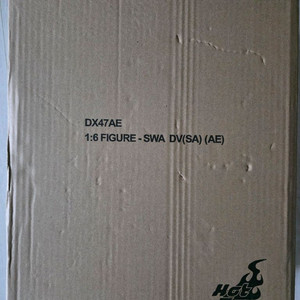 DX47AE
1:6 FIGURE - SWA DV(SA) (AE)
Hot